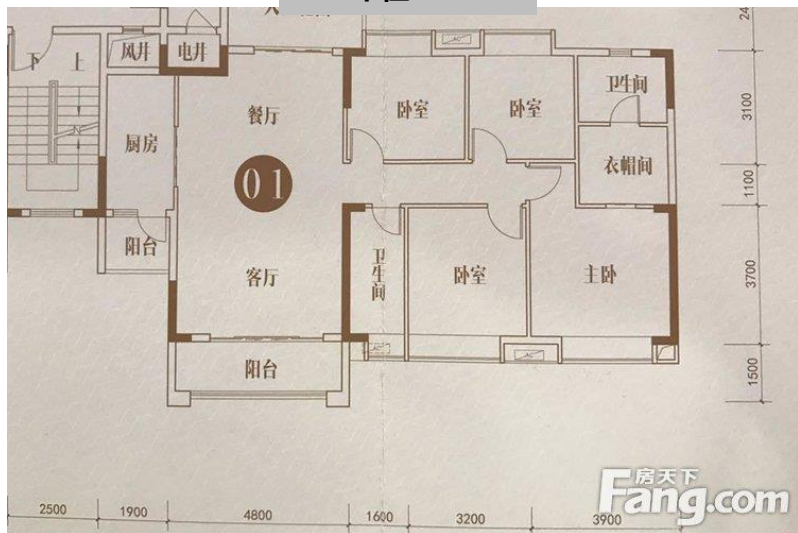 下 上
风井 电井
餐厅
卧室
卧室
卫生间
厨房
01
衣帽间
阳台
客厅
卫生间
卧室
主卧
阳台
3100
1100
3700
1500
2500 1900 4800 1600 3200 3900
房天下
Fang.com